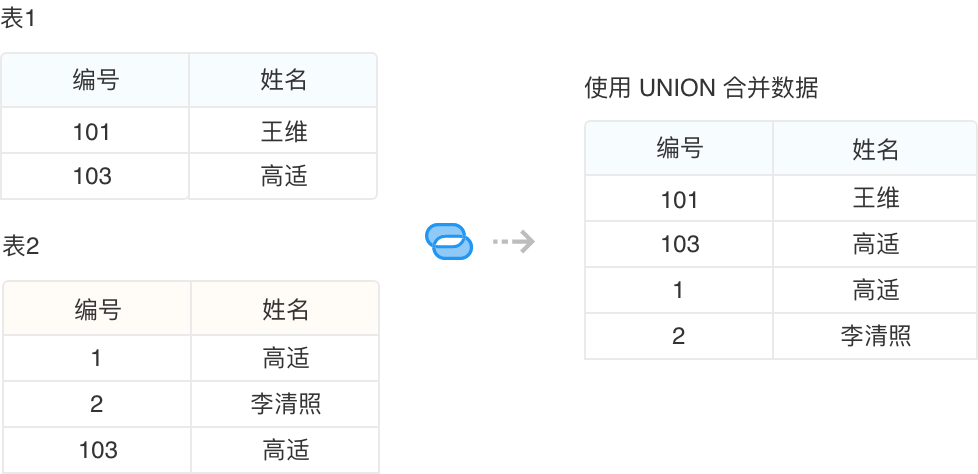 表1
编号 姓名
101 王维
103 高适
表2
编号 姓名
1 高适
2 李清照
103 高适
使用 UNION 合并数据
编号 姓名
101 王维
103 高适
1 高适
2 李清照